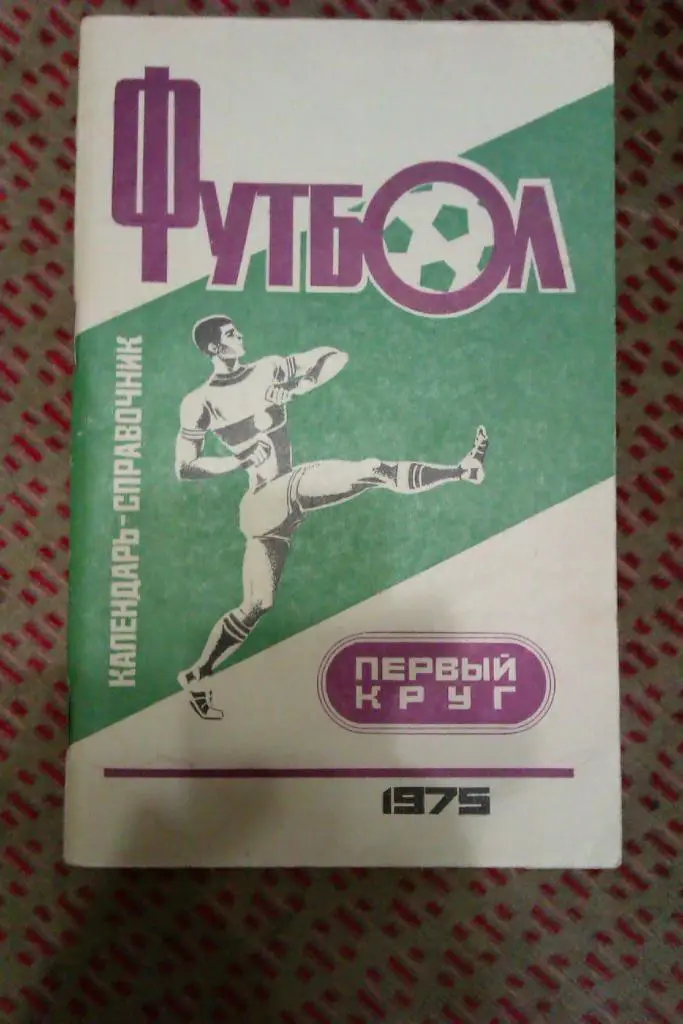 ФУТБОЛ
КАЛЕНДАРЬ-СПРАВОЧНИК
ПЕРВЫЙ
КРУГ
1975